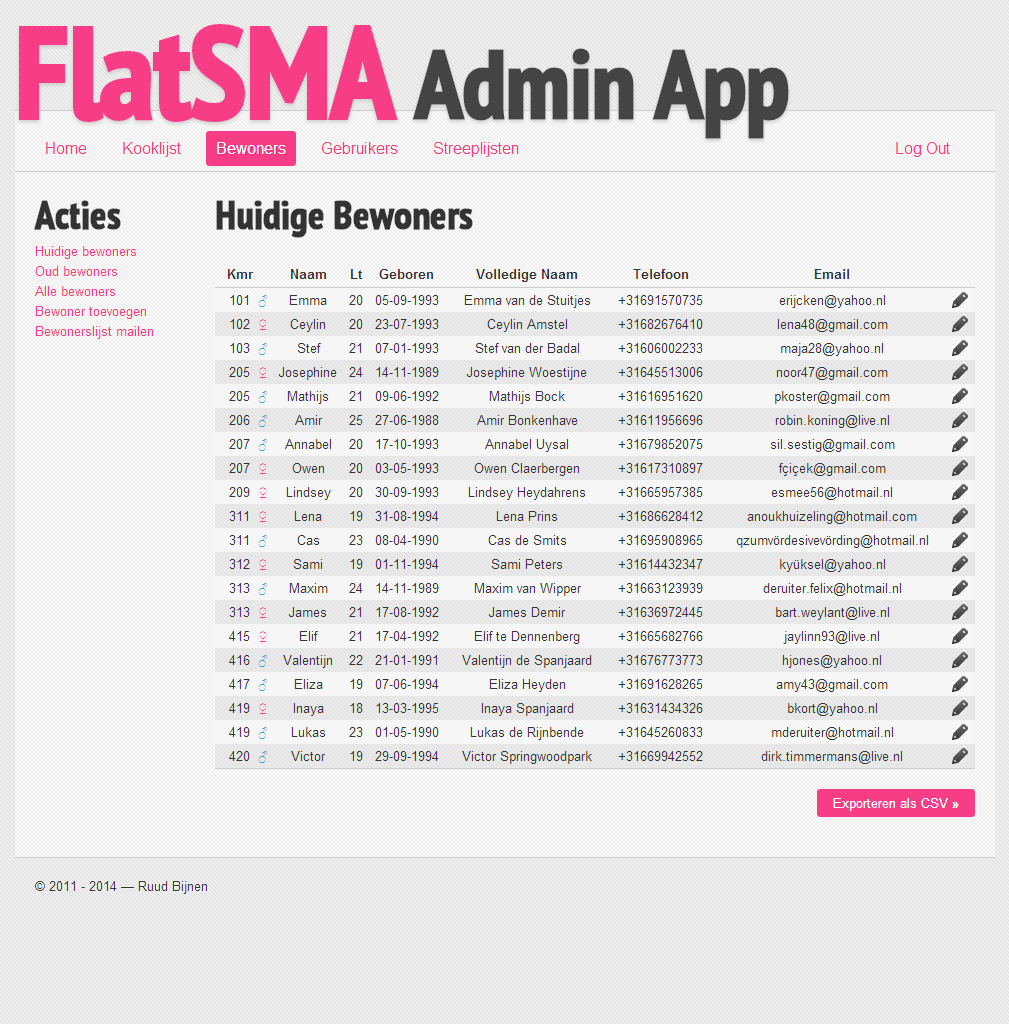 FlatSMA Admin App
Home Kooklijst Bewoners Gebruikers Streeplijsten Log Out
Acties
Huidige bewoners
Oud bewoners
Alle bewoners
Bewoner toevoegen
Bewonerslijst mailen
Huidige Bewoners
Kmr Naam Lt Geboren Volledige Naam Telefoon Email
101 ♂ Emma 20 05-09-1993 Emma van de Stuitjes +31691570735 erijcken@yahoo.nl
102 ♀ Ceylin 20 23-07-1993 Ceylin Amstel +31682676410 lena48@gmail.com
103 ♂ Stef 21 07-01-1993 Stef van der Badal +31606002233 maja28@yahoo.nl
205 ♀ Josephine 24 14-11-1989 Josephine Woestijne +31645513006 noor47@gmail.com
205 ♂ Mathijs 21 09-06-1992 Mathijs Bock +31616951620 pkoster@gmail.com
206 ♂ Amir 25 27-06-1988 Amir Bonkenhave +31611956696 robin.koning@live.nl
207 ♂ Annabel 20 17-10-1993 Annabel Uysal +31679852075 sil.sestig@gmail.com
207 ♀ Owen 20 03-05-1993 Owen Claerbergen +31617310897 fçiçek@gmail.com
209 ♀ Lindsey 20 30-09-1993 Lindsey Heydahrens +31665957385 esmee56@hotmail.nl
311 ♀ Lena 19 31-08-1994 Lena Prins +31686628412 anoukhuizeling@hotmail.com
311 ♂ Cas 23 08-04-1990 Cas de Smits +31695908965 qzumvördesivevörding@hotmail.nl
312 ♀ Sami 19 01-11-1994 Sami Peters +31614432347 kyüksel@yahoo.nl
313 ♂ Maxim 24 14-11-1989 Maxim van Wipper +31663123939 deruiter.felix@hotmail.nl
313 ♀ James 21 17-08-1992 James Demir +31636972445 bart.weylant@live.nl
415 ♀ Elif 21 17-04-1992 Elif te Dennenberg +31665682766 jaylinn93@live.nl
416 ♂ Valentijn 22 21-01-1991 Valentijn de Spanjaard +31676773773 hjones@yahoo.nl
417 ♂ Eliza 19 07-06-1994 Eliza Heyden +31691628265 amy43@gmail.com
419 ♀ Inaya 18 13-03-1995 Inaya Spanjaard +31631434326 bkort@yahoo.nl
419 ♂ Lukas 23 01-05-1990 Lukas de Rijnbende +31645260833 mderuiter@hotmail.nl
420 ♂ Victor 19 29-09-1994 Victor Springwoodpark +31669942552 dirk.timmermans@live.nl
Exporteren als CSV »
© 2011 - 2014 — Ruud Bijnen